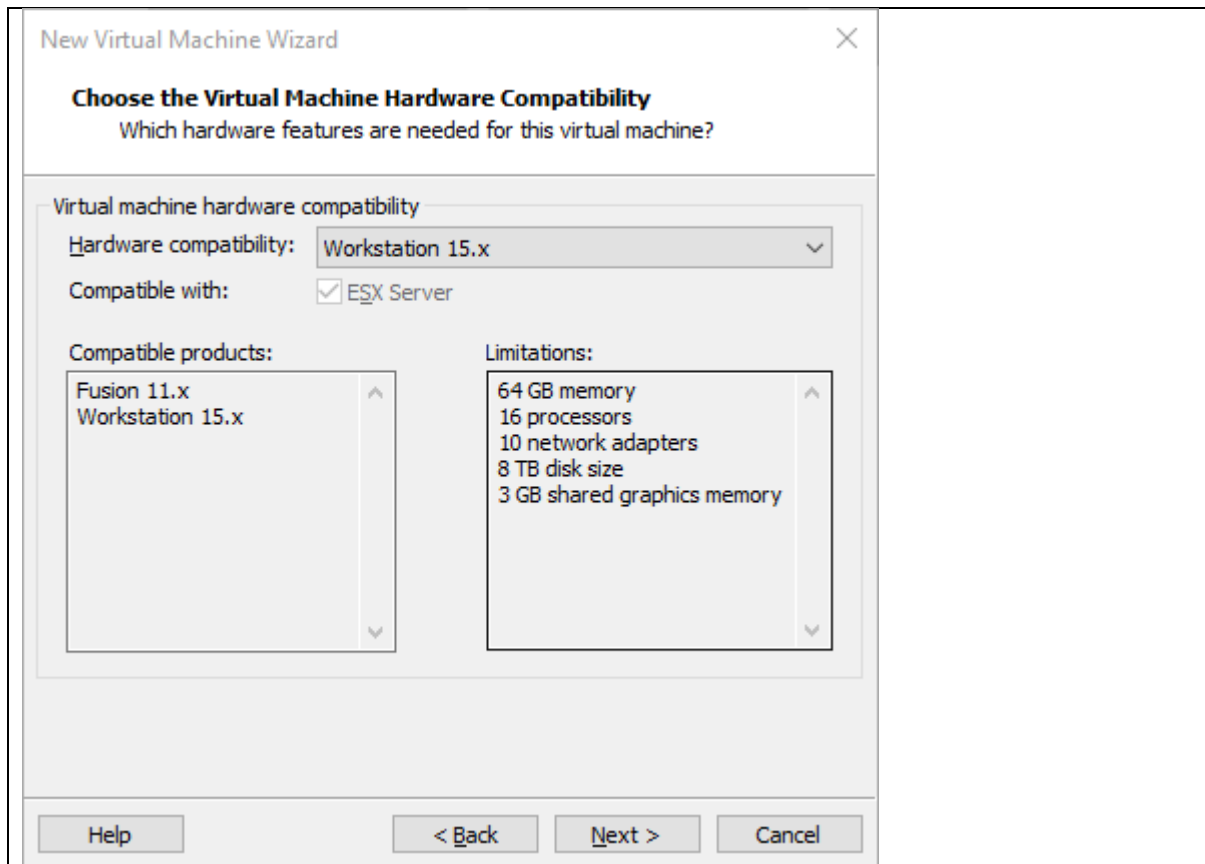 New Virtual Machine Wizard
Choose the Virtual Machine Hardware Compatibility
Which hardware features are needed for this virtual machine?
Virtual machine hardware compatibility
Hardware compatibility: Workstation 15.x
Compatible with: ESX Server
Compatible products:
Fusion 11.x
Workstation 15.x
Limitations:
64 GB memory
16 processors
10 network adapters
8 TB disk size
3 GB shared graphics memory
Help < Back Next > Cancel